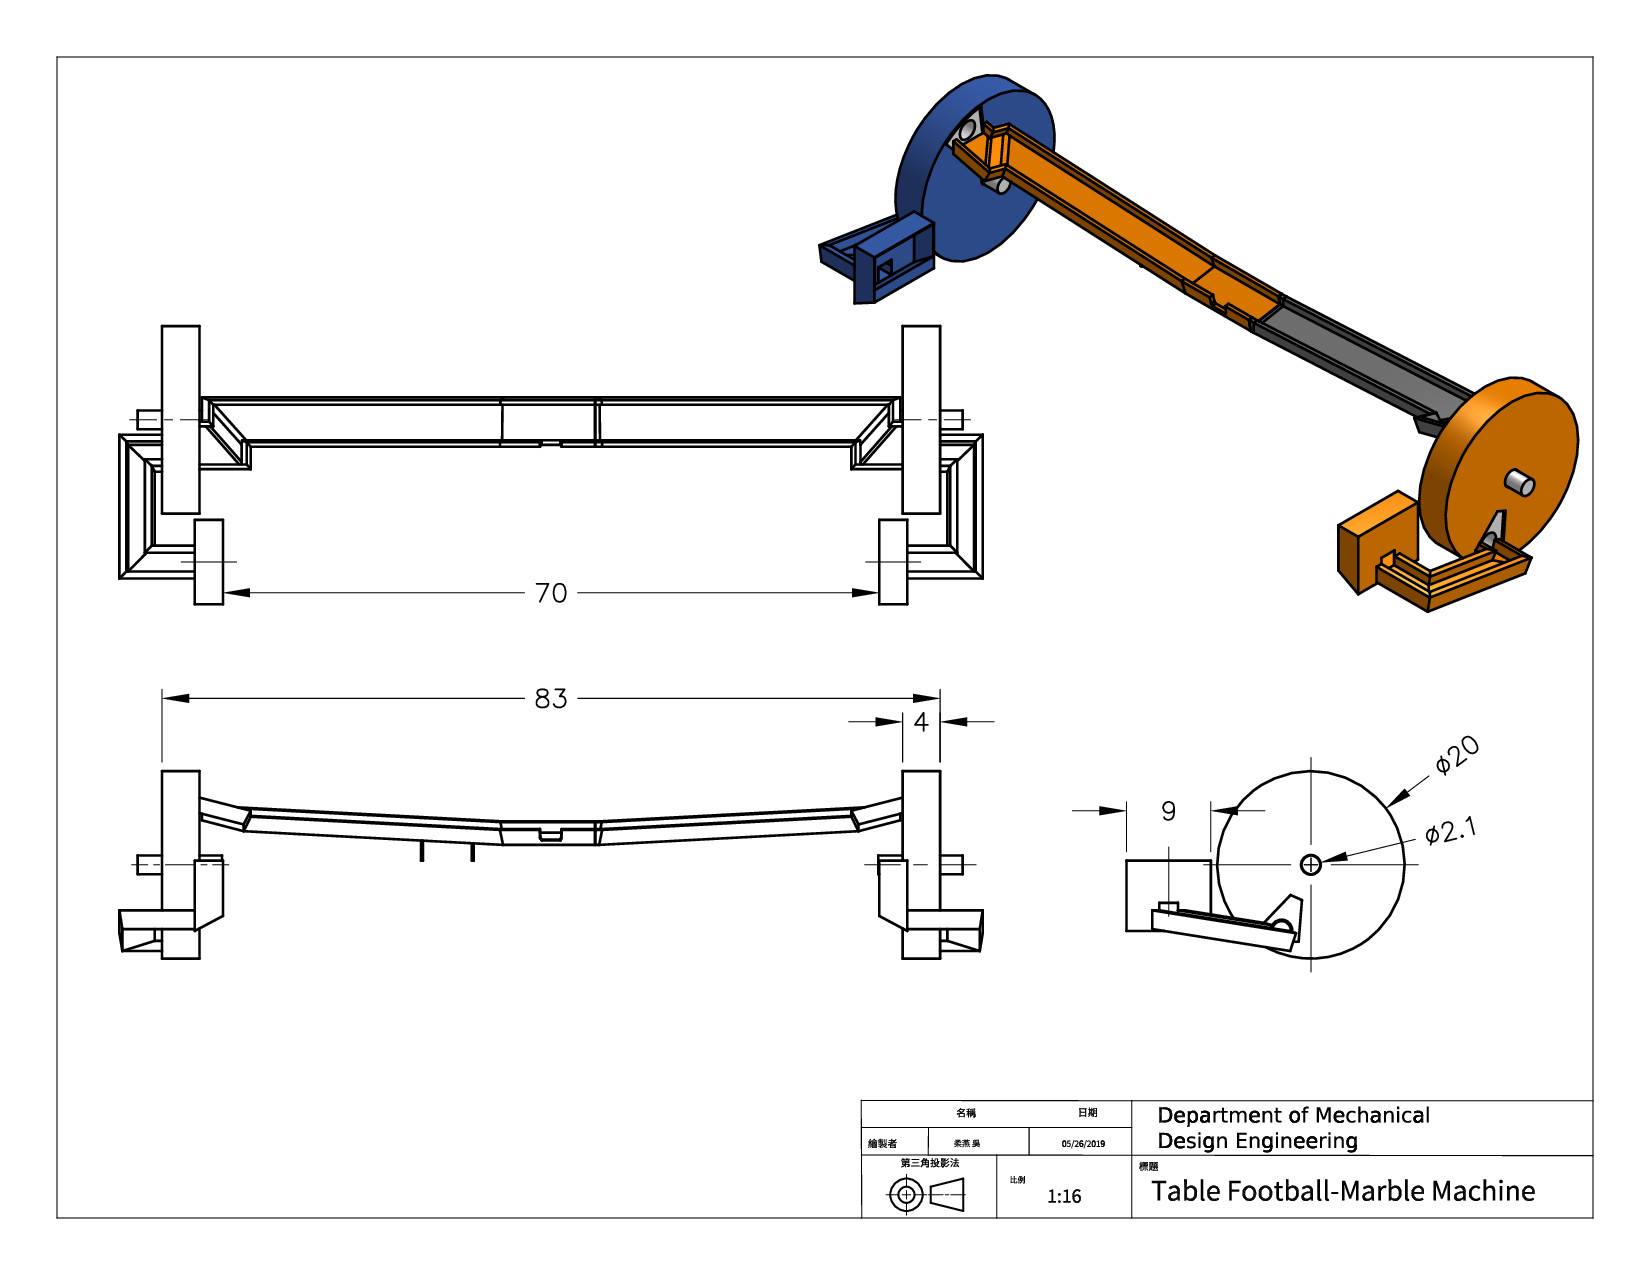 70
83
4
9
⌀20
⌀2.1
名稱 日期
繪製者 柔燕 吳 05/26/2019
第三角投影法
比例
1:16
Department of Mechanical
Design Engineering
標題
Table Football-Marble Machine